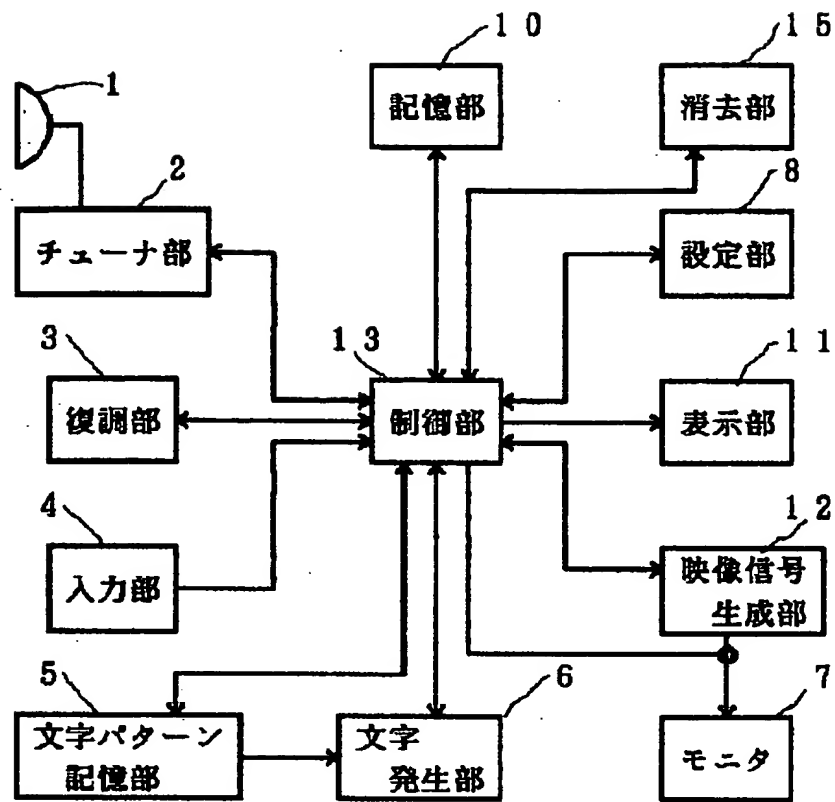 1 0
1 5
1
記憶部
消去部
2
8
チューナ部
設定部
3
1 3
1 1
復調部
制御部
表示部
4
1 2
入力部
映像信号
生成部
5
6
7
文字パターン
記憶部
文字
発生部
モニタ